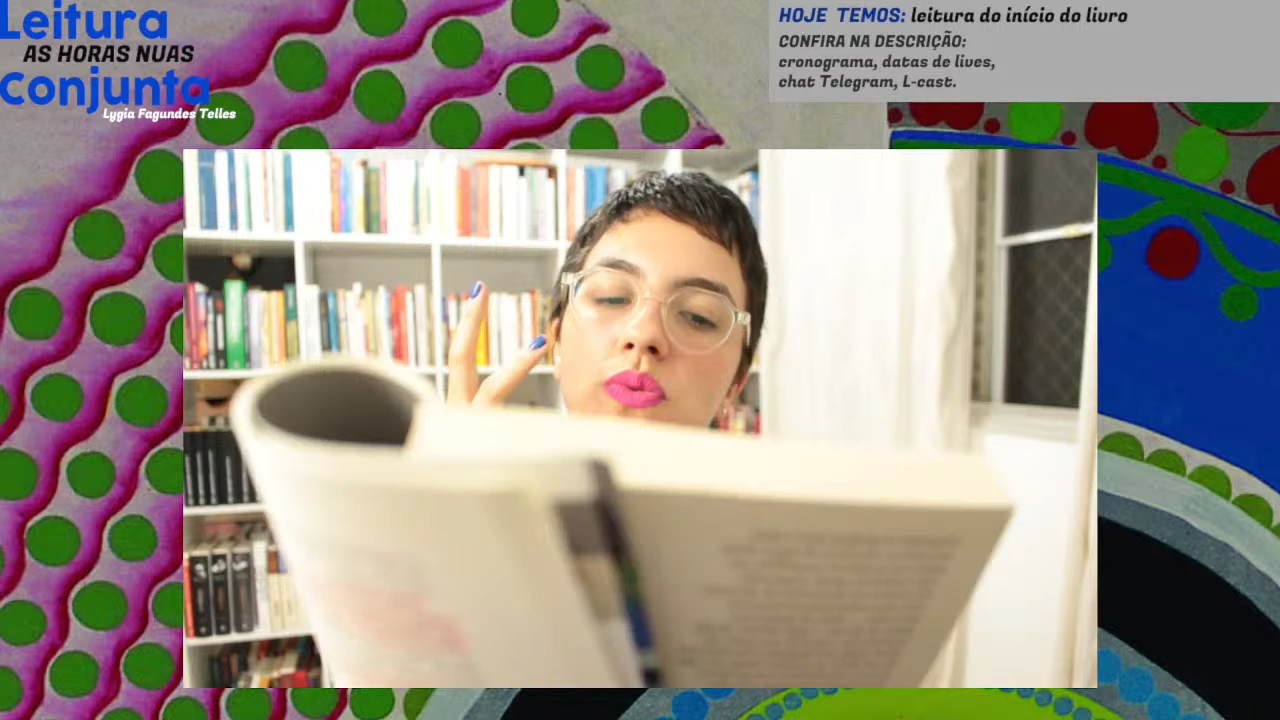 Leitura
AS HORAS NUAS
Conjunta
Lygia Fagundes Telles
HOJE TEMOS: leitura do início do livro
CONFIRA NA DESCRIÇÃO:
cronograma, datas de lives,
chat Telegram, L-cast.